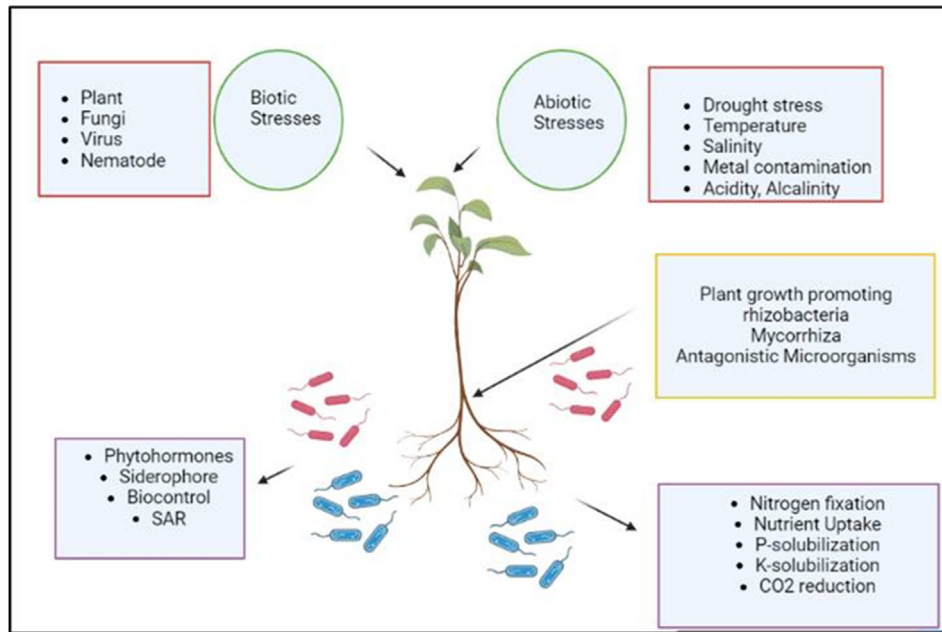 • Plant
• Fungi
• Virus
• Nematode
Biotic
Stresses
Abiotic
Stresses
• Drought stress
• Temperature
• Salinity
• Metal contamination
• Acidity, Alcalinity
Plant growth promoting
rhizobacteria
Mycorrhiza
Antagonistic Microorganisms
• Phytohormones
• Siderophore
• Biocontrol
• SAR
• Nitrogen fixation
• Nutrient Uptake
• P-solubilization
• K-solubilization
• CO2 reduction